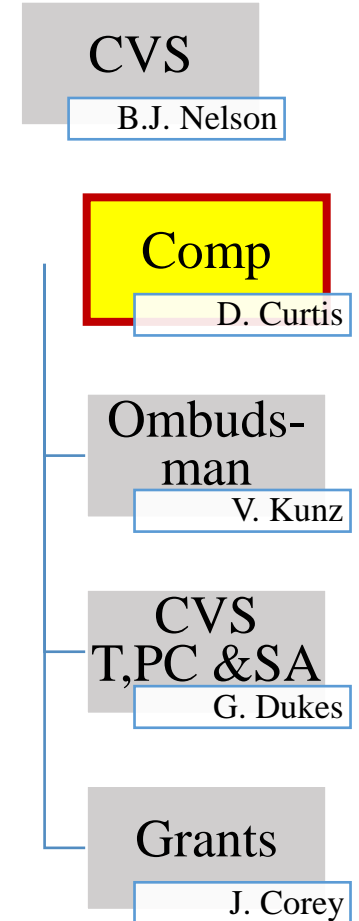 CVS
B.J. Nelson
Comp
D. Curtis
Ombuds-
man
V. Kunz
CVS
T,PC &SA
G. Dukes
Grants
J. Corey